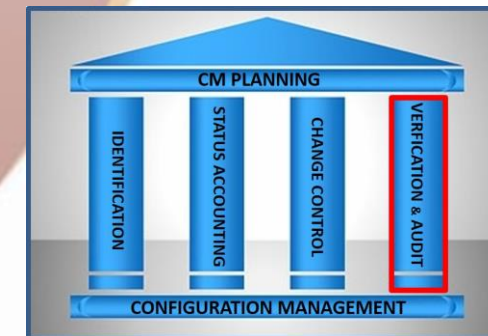 CM PLANNING
IDENTIFICATION
STATUS ACCOUNTING
CHANGE CONTROL
VERFICATION & AUDIT
CONFIGURATION MANAGEMENT